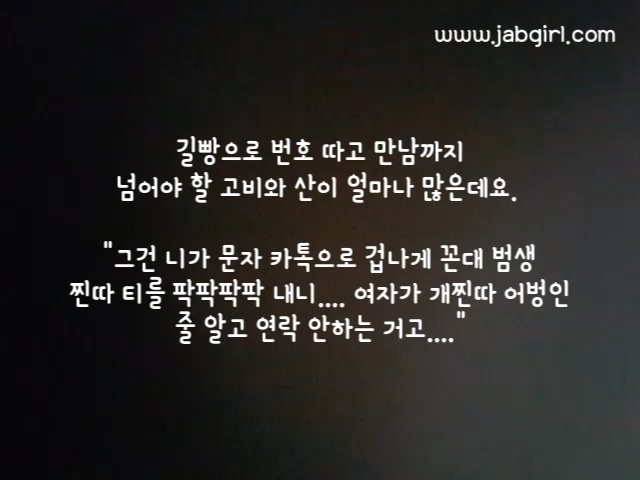 www.jabgirl.com
길빵으로 번호 따고 만남까지
넘어야 할 고비와 산이 얼마나 많은데요.
"그건 니가 문자 카톡으로 겁나게 꼰대 범생
찐따 티를 팍팍팍팍 내니.... 여자가 개찐따 어벙인
줄 알고 연락 안하는 거고...."